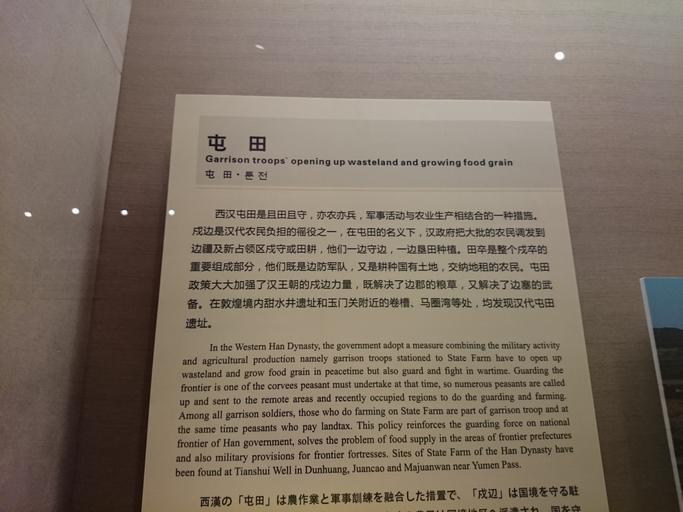 屯 田
Garrison troops` opening up wasteland and growing food grain
屯 田・둔 전
西汉屯田是且田且守，亦农亦兵，军事活动与农业生产相结合的一种措施。
戍边是汉代农民负担的徭役之一，在屯田的名义下，汉政府把大批的农民调发到
边疆及新占领区戍守或田耕，他们一边守边，一边垦田种植。田卒是整个戍卒的
重要组成部分，他们既是边防军队，又是耕种国有土地，交纳地租的农民。屯田
政策大大加强了汉王朝的戍边力量，既解决了边郡的粮草，又解决了边塞的武
备。在敦煌境内甜水井遗址和玉门关附近的卷槽、马圈湾等处，均发现汉代屯田
遗址。
In the Western Han Dynasty, the government adopt a measure combining the military activity
and agricultural production namely garrison troops stationed to State Farm have to open up
wasteland and grow food grain in peacetime but also guard and fight in wartime. Guarding the
frontier is one of the corvees peasant must undertake at that time, so numerous peasants are called
up and sent to the remote areas and recently occupied regions to do the guarding and farming.
Among all garrison soldiers, those who do farming on State Farm are part of garrison troop and at
the same time peasants who pay landtax. This policy reinforces the guarding force on national
frontier of Han government, solves the problem of food supply in the areas of frontier prefectures
and also military provisions for frontier fortresses. Sites of State Farm of the Han Dynasty have
been found at Tianshui Well in Dunhuang, Juancao and Majuanwan near Yumen Pass.
西漢の「屯田」は農作業と軍事訓練を融合した措置で、「戍辺」は国境を守る駐